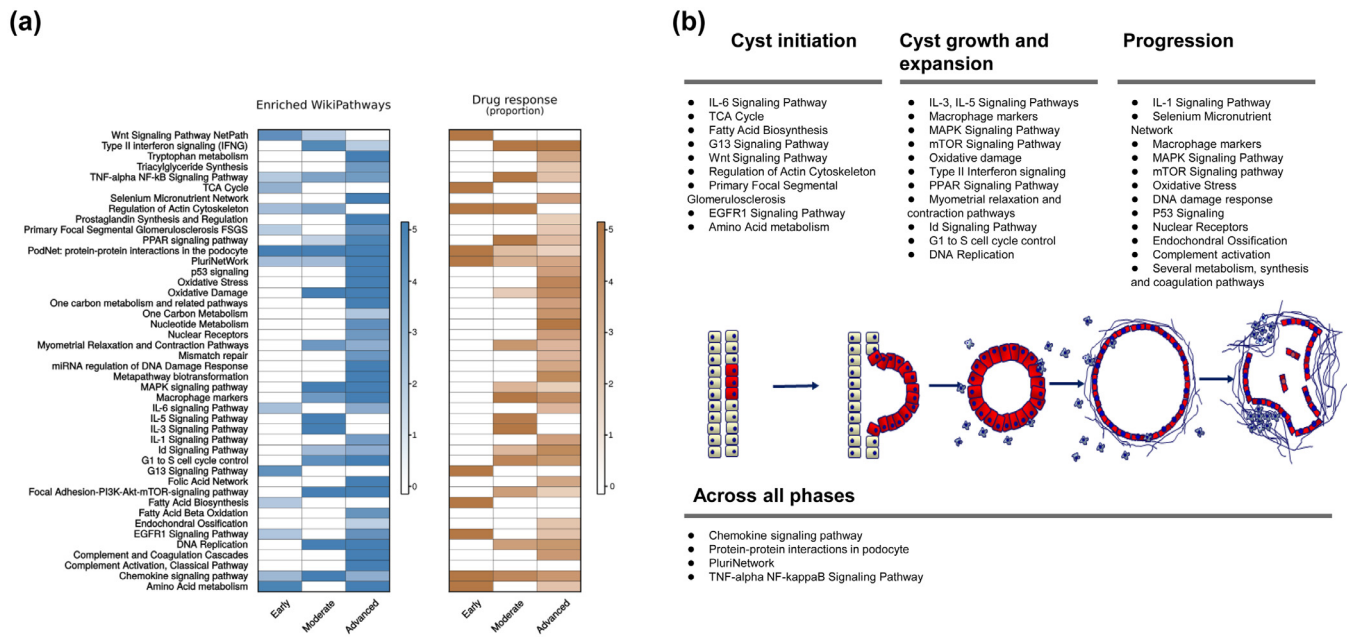 (a)
Enriched WikiPathways
Drug response
(proportion)
Wnt Signaling Pathway NetPath
Type II interferon signaling (IFNG)
Tryptophan metabolism
Triacylglyceride Synthesis
TNF-alpha NF-kB Signaling Pathway
TCA Cycle
Selenium Micronutrient Network
Regulation of Actin Cytoskeleton
Prostaglandin Synthesis and Regulation
Primary Focal Segmental Glomerulosclerosis FSGS
PPAR signaling pathway
PodNet: protein-protein interactions in the podocyte
PluriNetWork
p53 signaling
Oxidative Stress
Oxidative Damage
One carbon metabolism and related pathways
One Carbon Metabolism
Nucleotide Metabolism
Nuclear Receptors
Myometrial Relaxation and Contraction Pathways
Mismatch repair
miRNA regulation of DNA Damage Response
Metapathway biotransformation
MAPK signaling pathway
Macrophage markers
IL-6 signaling Pathway
IL-5 Signaling Pathway
IL-3 Signaling Pathway
IL-1 Signaling Pathway
Id Signaling Pathway
G1 to S cell cycle control
G13 Signaling Pathway
Folic Acid Network
Focal Adhesion-PI3K-Akt-mTOR-signaling pathway
Fatty Acid Biosynthesis
Fatty Acid Beta Oxidation
Endochondral Ossification
EGFR1 Signaling Pathway
DNA Replication
Complement and Coagulation Cascades
Complement Activation, Classical Pathway
Chemokine signaling pathway
Amino Acid metabolism
5
4
3
2
1
0
5
4
3
2
1
0
Early
Moderate
Advanced
Early
Moderate
Advanced
(b)
Cyst initiation
● IL-6 Signaling Pathway
● TCA Cycle
● Fatty Acid Biosynthesis
● G13 Signaling Pathway
● Wnt Signaling Pathway
● Regulation of Actin Cytoskeleton
● Primary Focal Segmental
Glomerulosclerosis
● EGFR1 Signaling Pathway
● Amino Acid metabolism
Cyst growth and
expansion
● IL-3, IL-5 Signaling Pathways
● Macrophage markers
● MAPK Signaling Pathway
● mTOR Signaling Pathway
● Oxidative damage
● Type II Interferon signaling
● PPAR Signaling Pathway
● Myometrial relaxation and
contraction pathways
● Id Signaling Pathway
● G1 to S cell cycle control
● DNA Replication
Progression
● IL-1 Signaling Pathway
● Selenium Micronutrient
Network
● Macrophage markers
● MAPK Signaling Pathway
● mTOR Signaling pathway
● Oxidative Stress
● DNA damage response
● P53 Signaling
● Nuclear Receptors
● Endochondral Ossification
● Complement activation
● Several metabolism, synthesis
and coagulation pathways
Across all phases
● Chemokine signaling pathway
● Protein-protein interactions in podocyte
● PluriNetwork
● TNF-alpha NF-kappaB Signaling Pathway